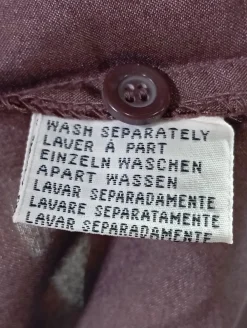 WASH SEPARATELY
LAVER À PART
EINZELN WASCHEN
APART WASSEN
LAVAR SEPARADAMENTE
LAVARE SEPARATAMENTE
LAVAR SEPARADAMENTE